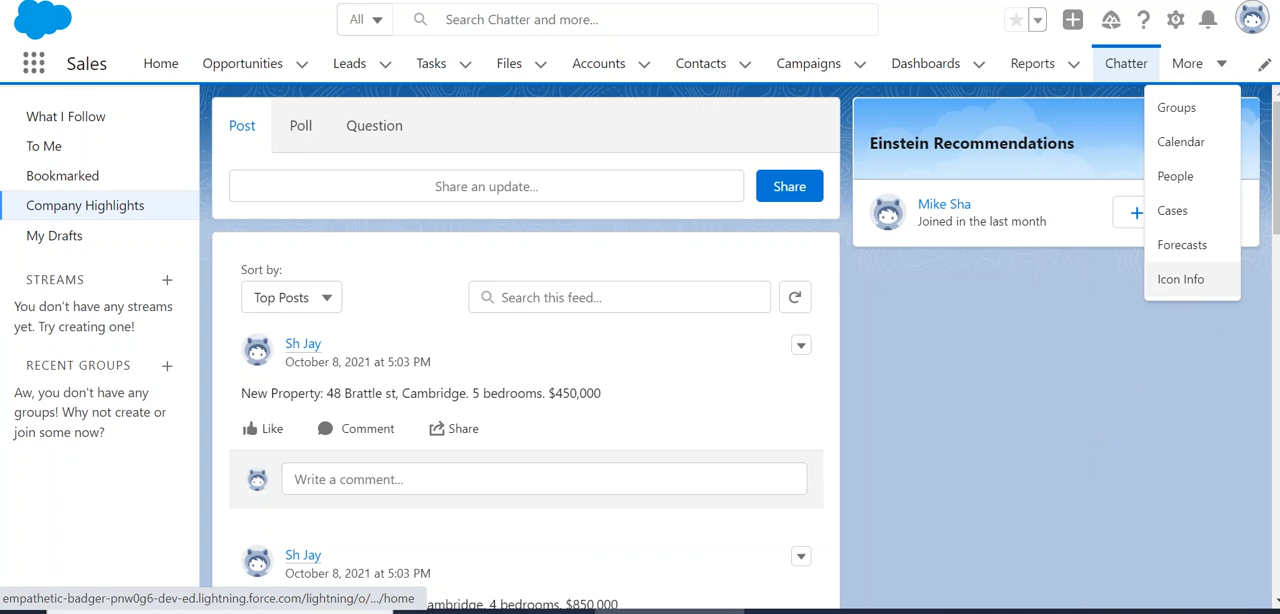 All
Search Chatter and more...
Sales
Home
Opportunities
Leads
Tasks
Files
Accounts
Contacts
Campaigns
Dashboards
Reports
Chatter
More
What I Follow
To Me
Bookmarked
Company Highlights
My Drafts
STREAMS
You don't have any streams
yet. Try creating one!
RECENT GROUPS
Aw, you don't have any
groups! Why not create or
join some now?
Post
Poll
Question
Share an update...
Share
Sort by:
Top Posts
Search this feed...
Sh Jay
October 8, 2021 at 5:03 PM
New Property: 48 Brattle st, Cambridge. 5 bedrooms. $450,000
Like
Comment
Share
Write a comment...
Sh Jay
October 8, 2021 at 5:03 PM
ambridge. 4 bedrooms. $850,000
Einstein Recommendations
Mike Sha
Joined in the last month
Groups
Calendar
People
Cases
Forecasts
Icon Info
empathetic-badger-pnw0g6-dev-ed.lightning.force.com/lightning/o/.../home